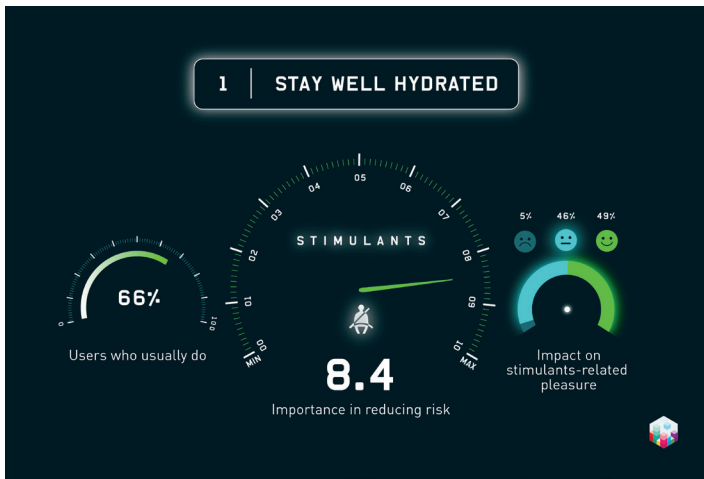 1 | STAY WELL HYDRATED
STIMULANTS
00
01
02
03
04
05
06
07
08
09
10
MIN
MAX
0
100
66%
Users who usually do
8.4
Importance in reducing risk
5%
46%
49%
Impact on
stimulants-related
pleasure